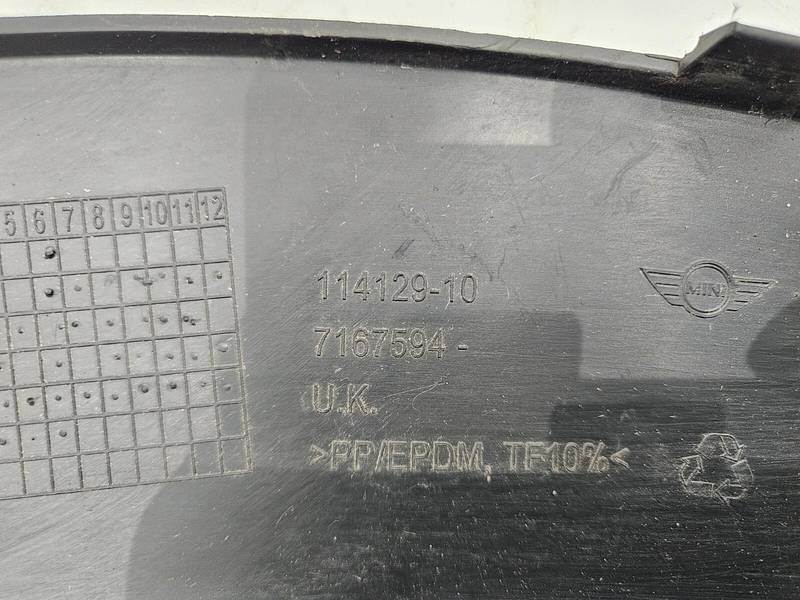 5 6 7 8 9 10 11 12
114129-10
7167594 -
MINI
U.K.
>PP/EPDM, TF10%<